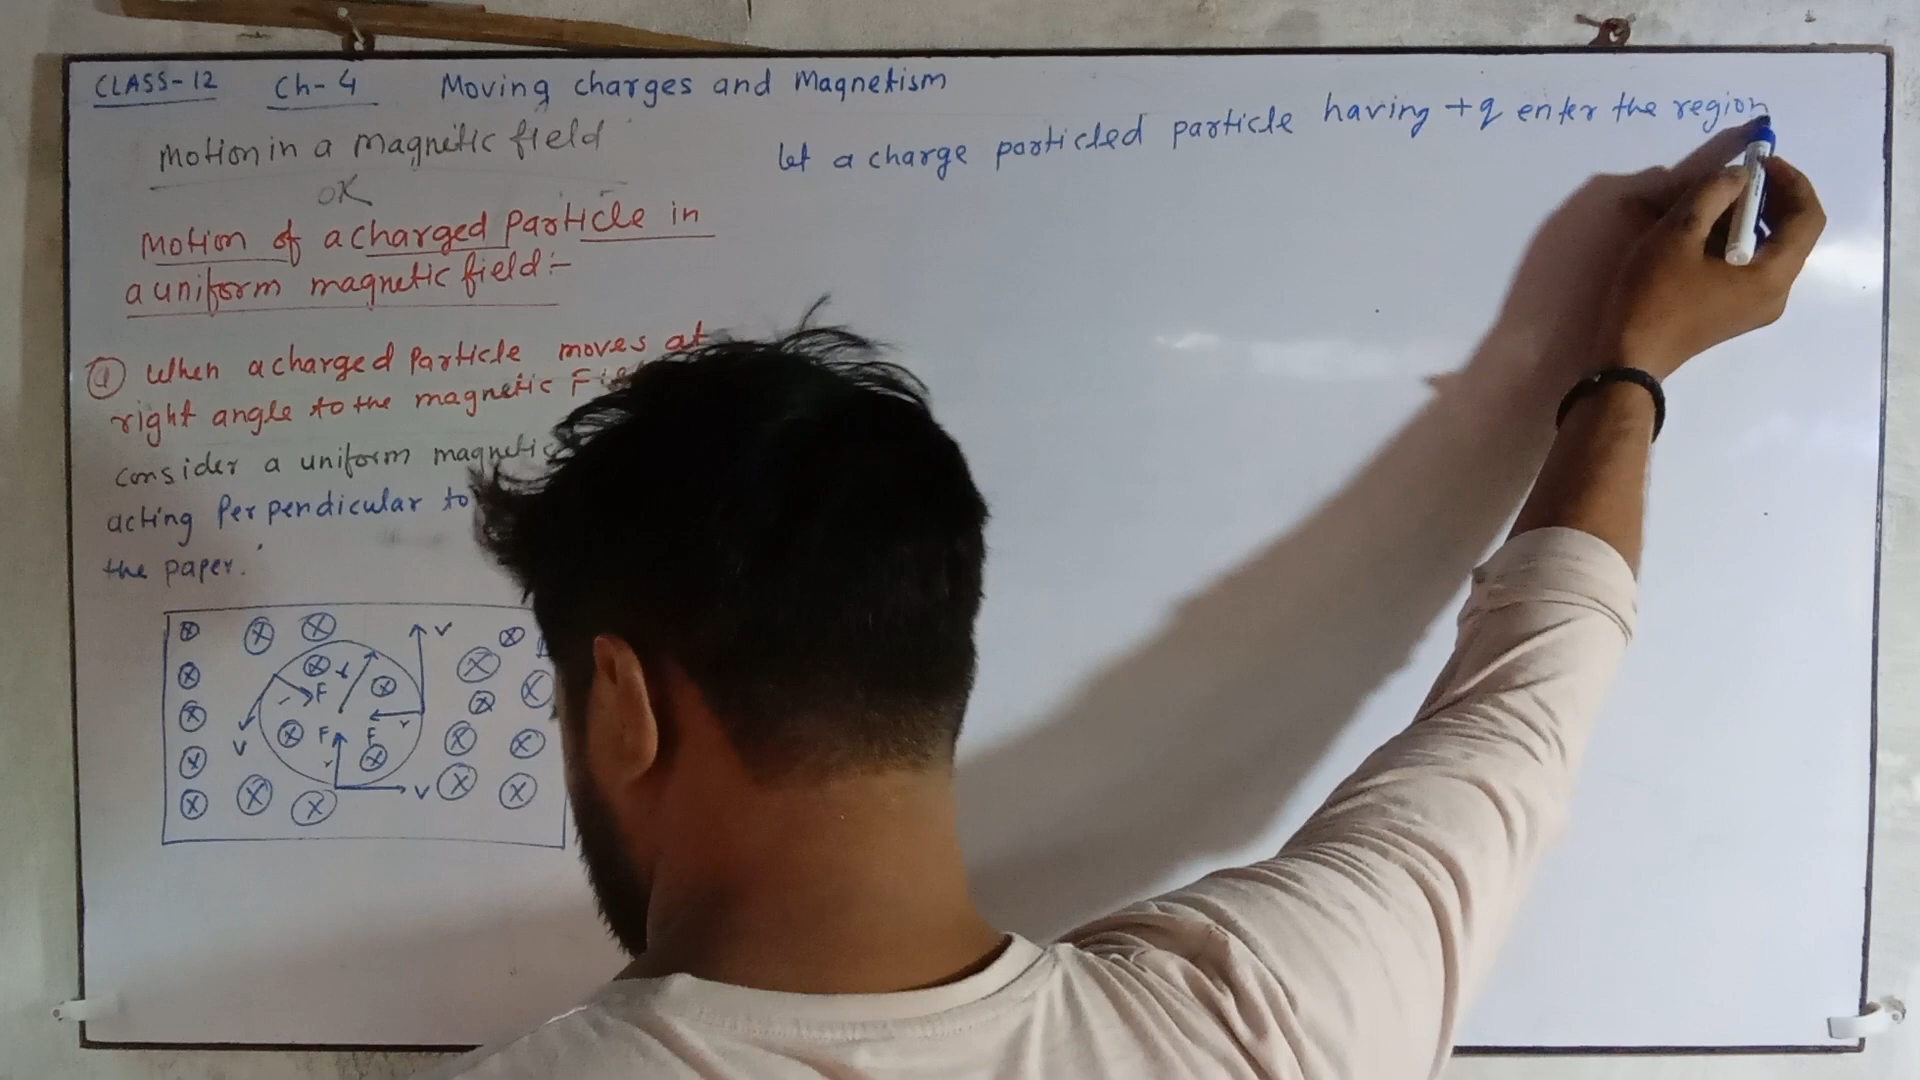 CLASS-12 Ch-4 Moving charges and Magnetism
Motion in a magnetic field
OR
Motion of a charged Particle in
a uniform magnetic field:-
① When a charged Particle moves at
right angle to the magnetic
consider a uniform magnetic
acting Perpendicular to
the paper.
let a charge particled particle having +q enter the region
V
F
V
F
F
V